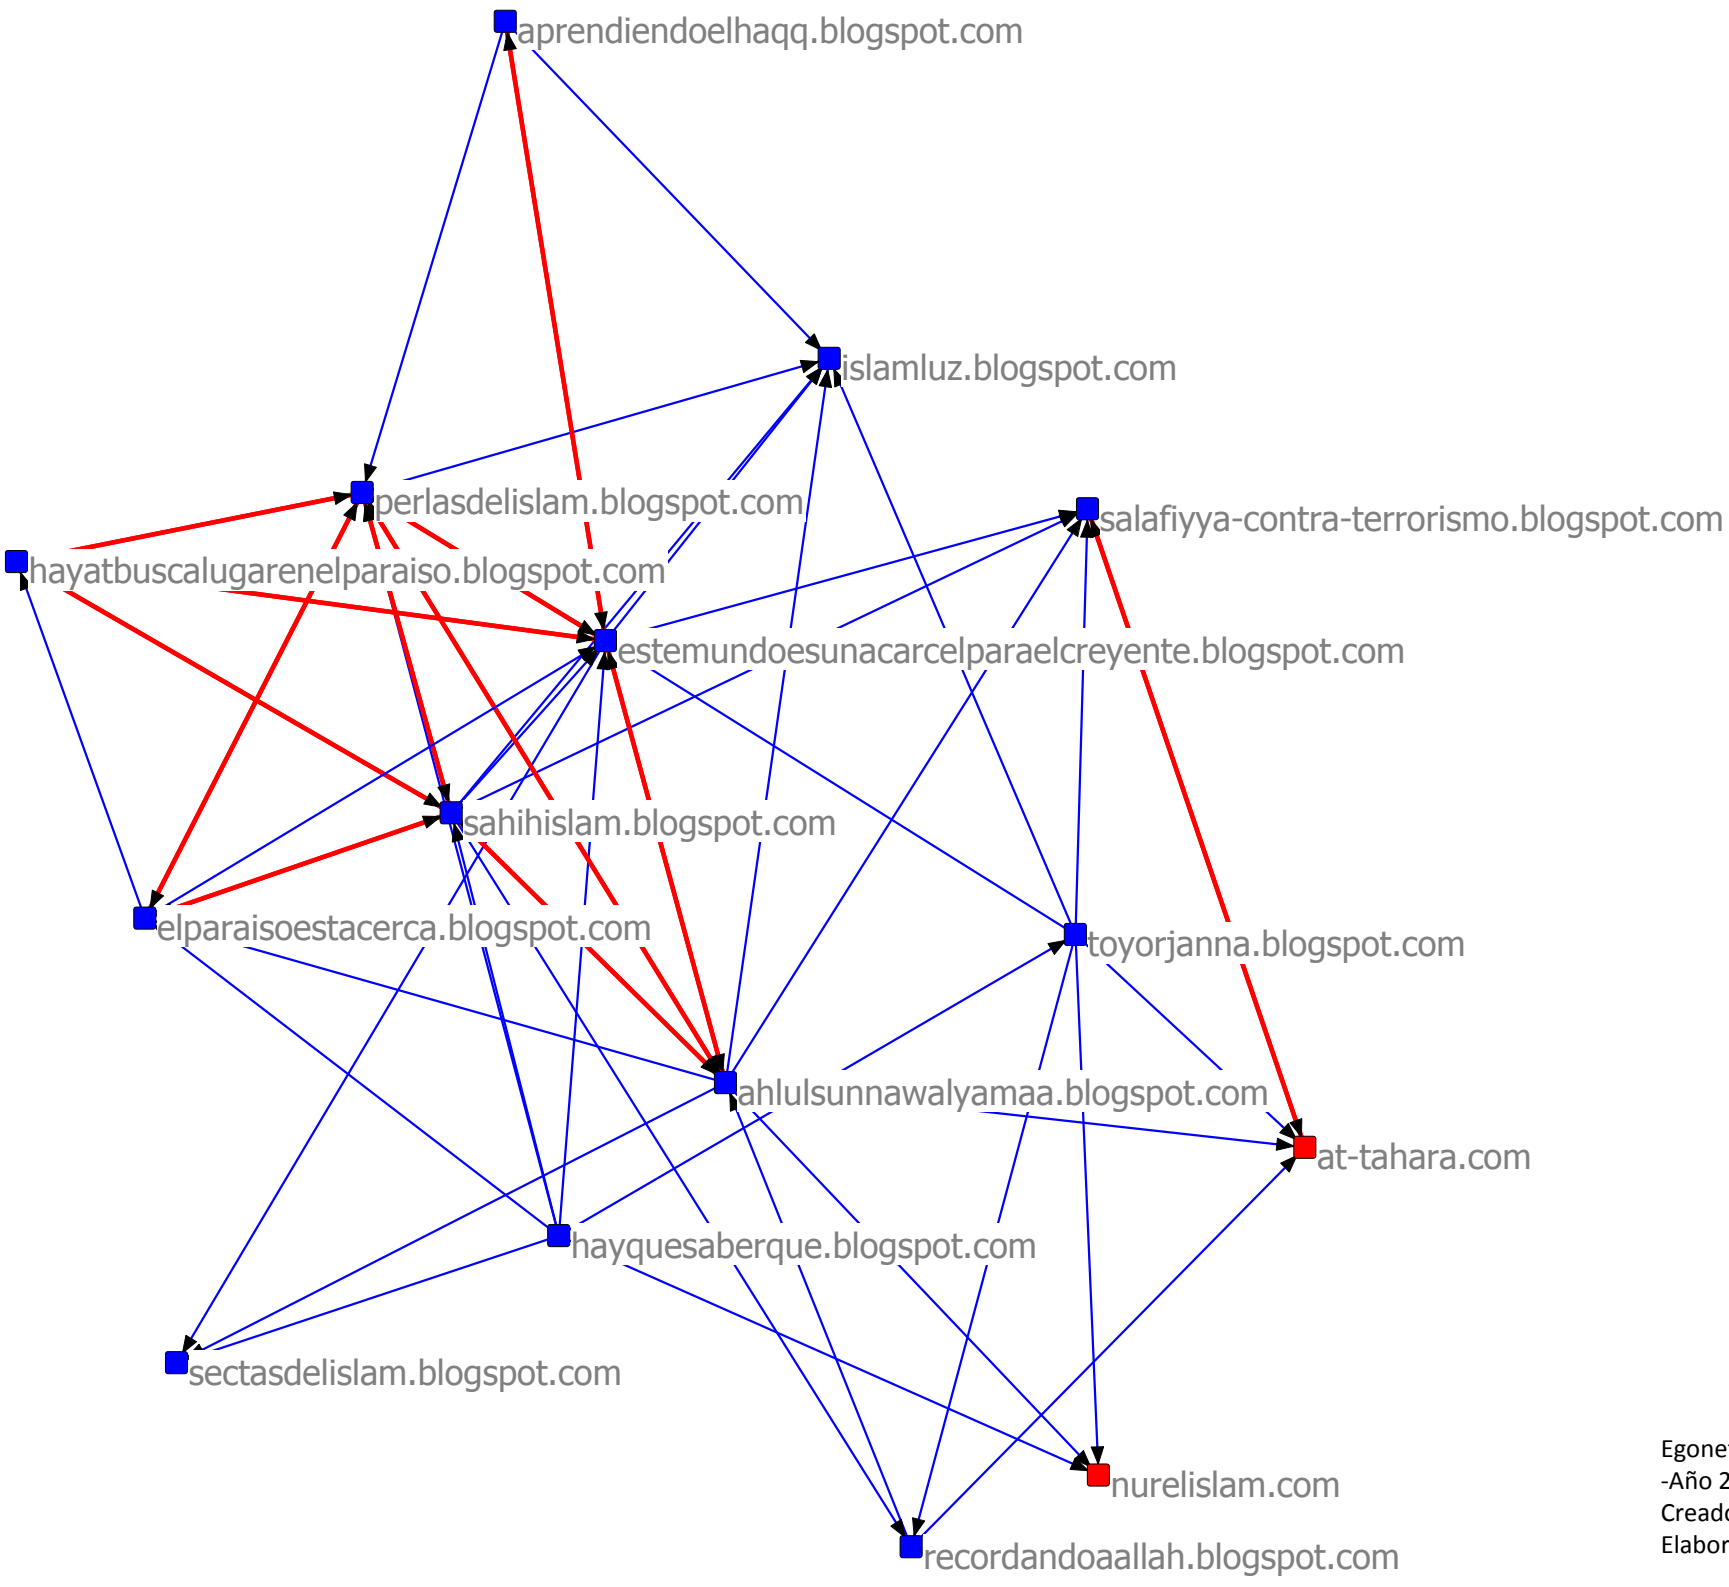 aprendiendoelhaqq.blogspot.com
islamluz.blogspot.com
perlasdelislam.blogspot.com
salafiyya-contra-terrorismo.blogspot.com
hayatbuscalugarenelparaiso.blogspot.com
estemundoesunacarcelparaelcreyente.blogspot.com
sahihislam.blogspot.com
elparaisoestacerca.blogspot.com
toyorjanna.blogspot.com
ahlulsunnawalyamaa.blogspot.com
at-tahara.com
hayquesaberque.blogspot.com
sectasdelislam.blogspot.com
nurelislam.com
recordandoaallah.blogspot.com
-Año 2